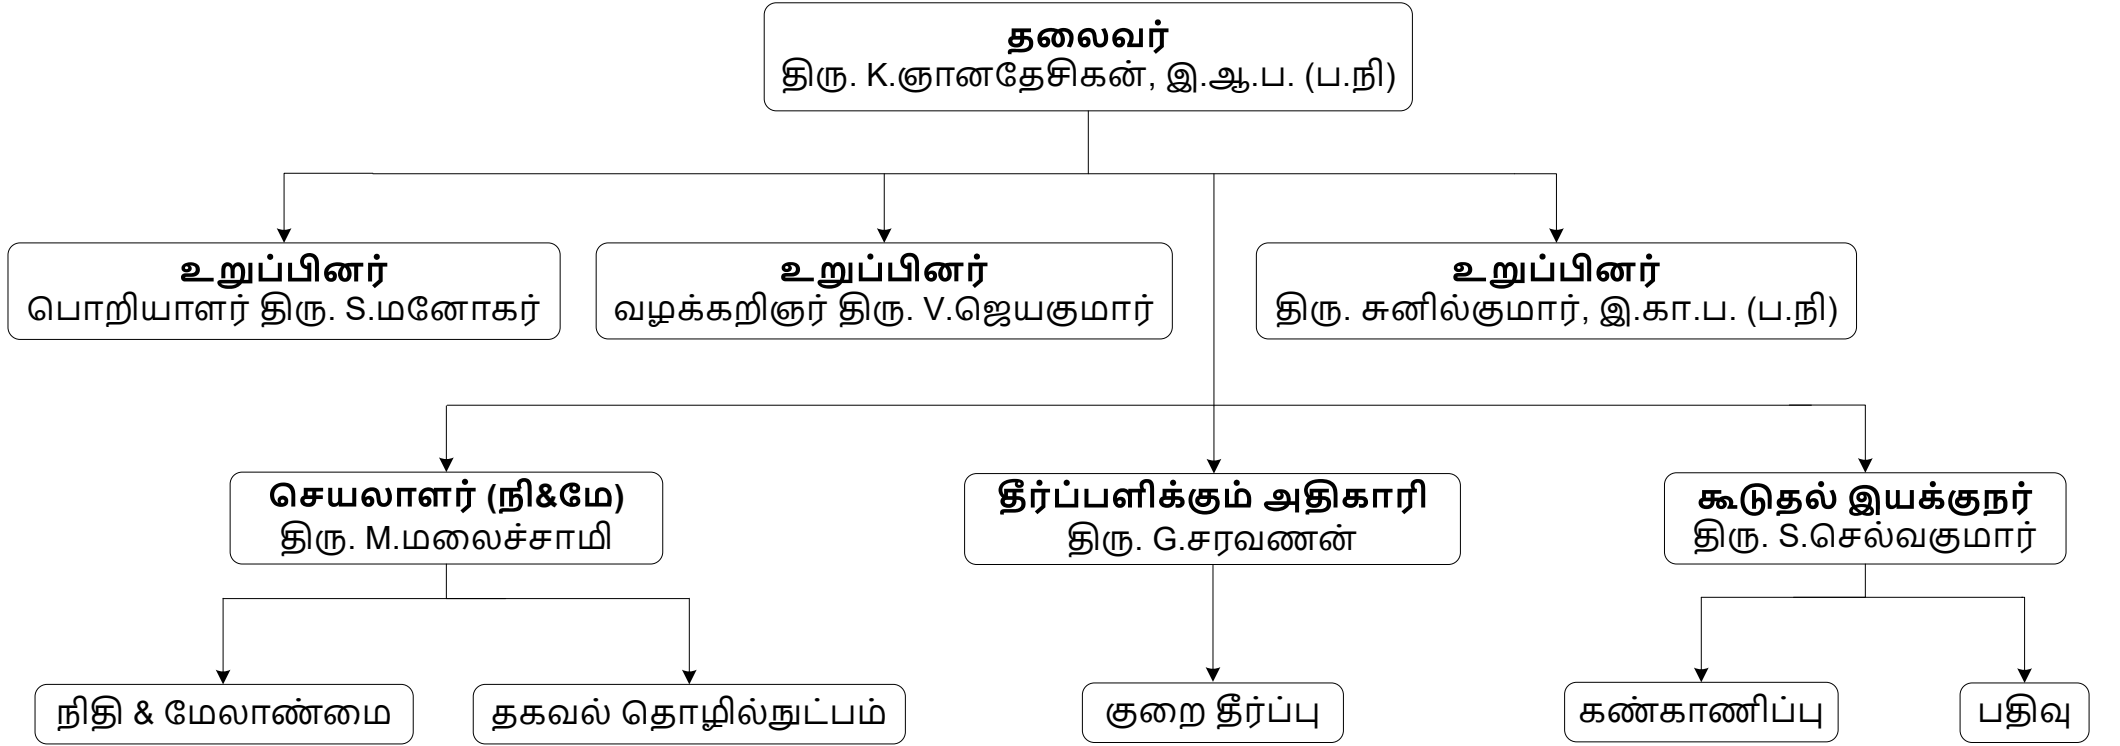 தலைவர்
திரு. K.ஞானதேசிகன், இ.ஆ.ப. (ப.நி)
உறுப்பினர்
பொறியாளர் திரு. S.மனோகர்
உறுப்பினர்
வழக்கறிஞர் திரு. V.ஜெயகுமார்
உறுப்பினர்
திரு. சுனில்குமார், இ.கா.ப. (ப.நி)
செயலாளர் (நி&மே)
திரு. M.மலைச்சாமி
தீர்ப்பளிக்கும் அதிகாரி
திரு. G.சரவணன்
கூடுதல் இயக்குநர்
திரு. S.செல்வகுமார்
நிதி & மேலாண்மை
தகவல் தொழில்நுட்பம்
குறை தீர்ப்பு
கண்காணிப்பு
பதிவு